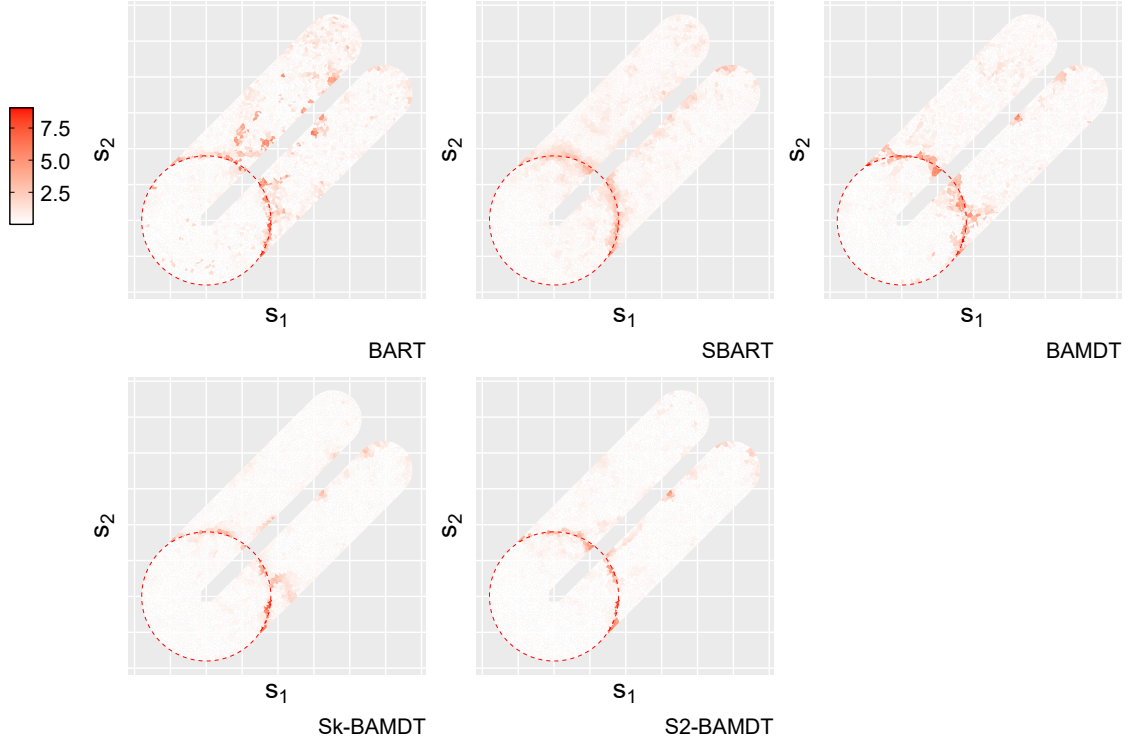 7.5
5.0
2.5
s2
s1
BART
s2
s1
SBART
s2
s1
BAMDT
s2
s1
Sk-BAMDT
s2
s1
S2-BAMDT